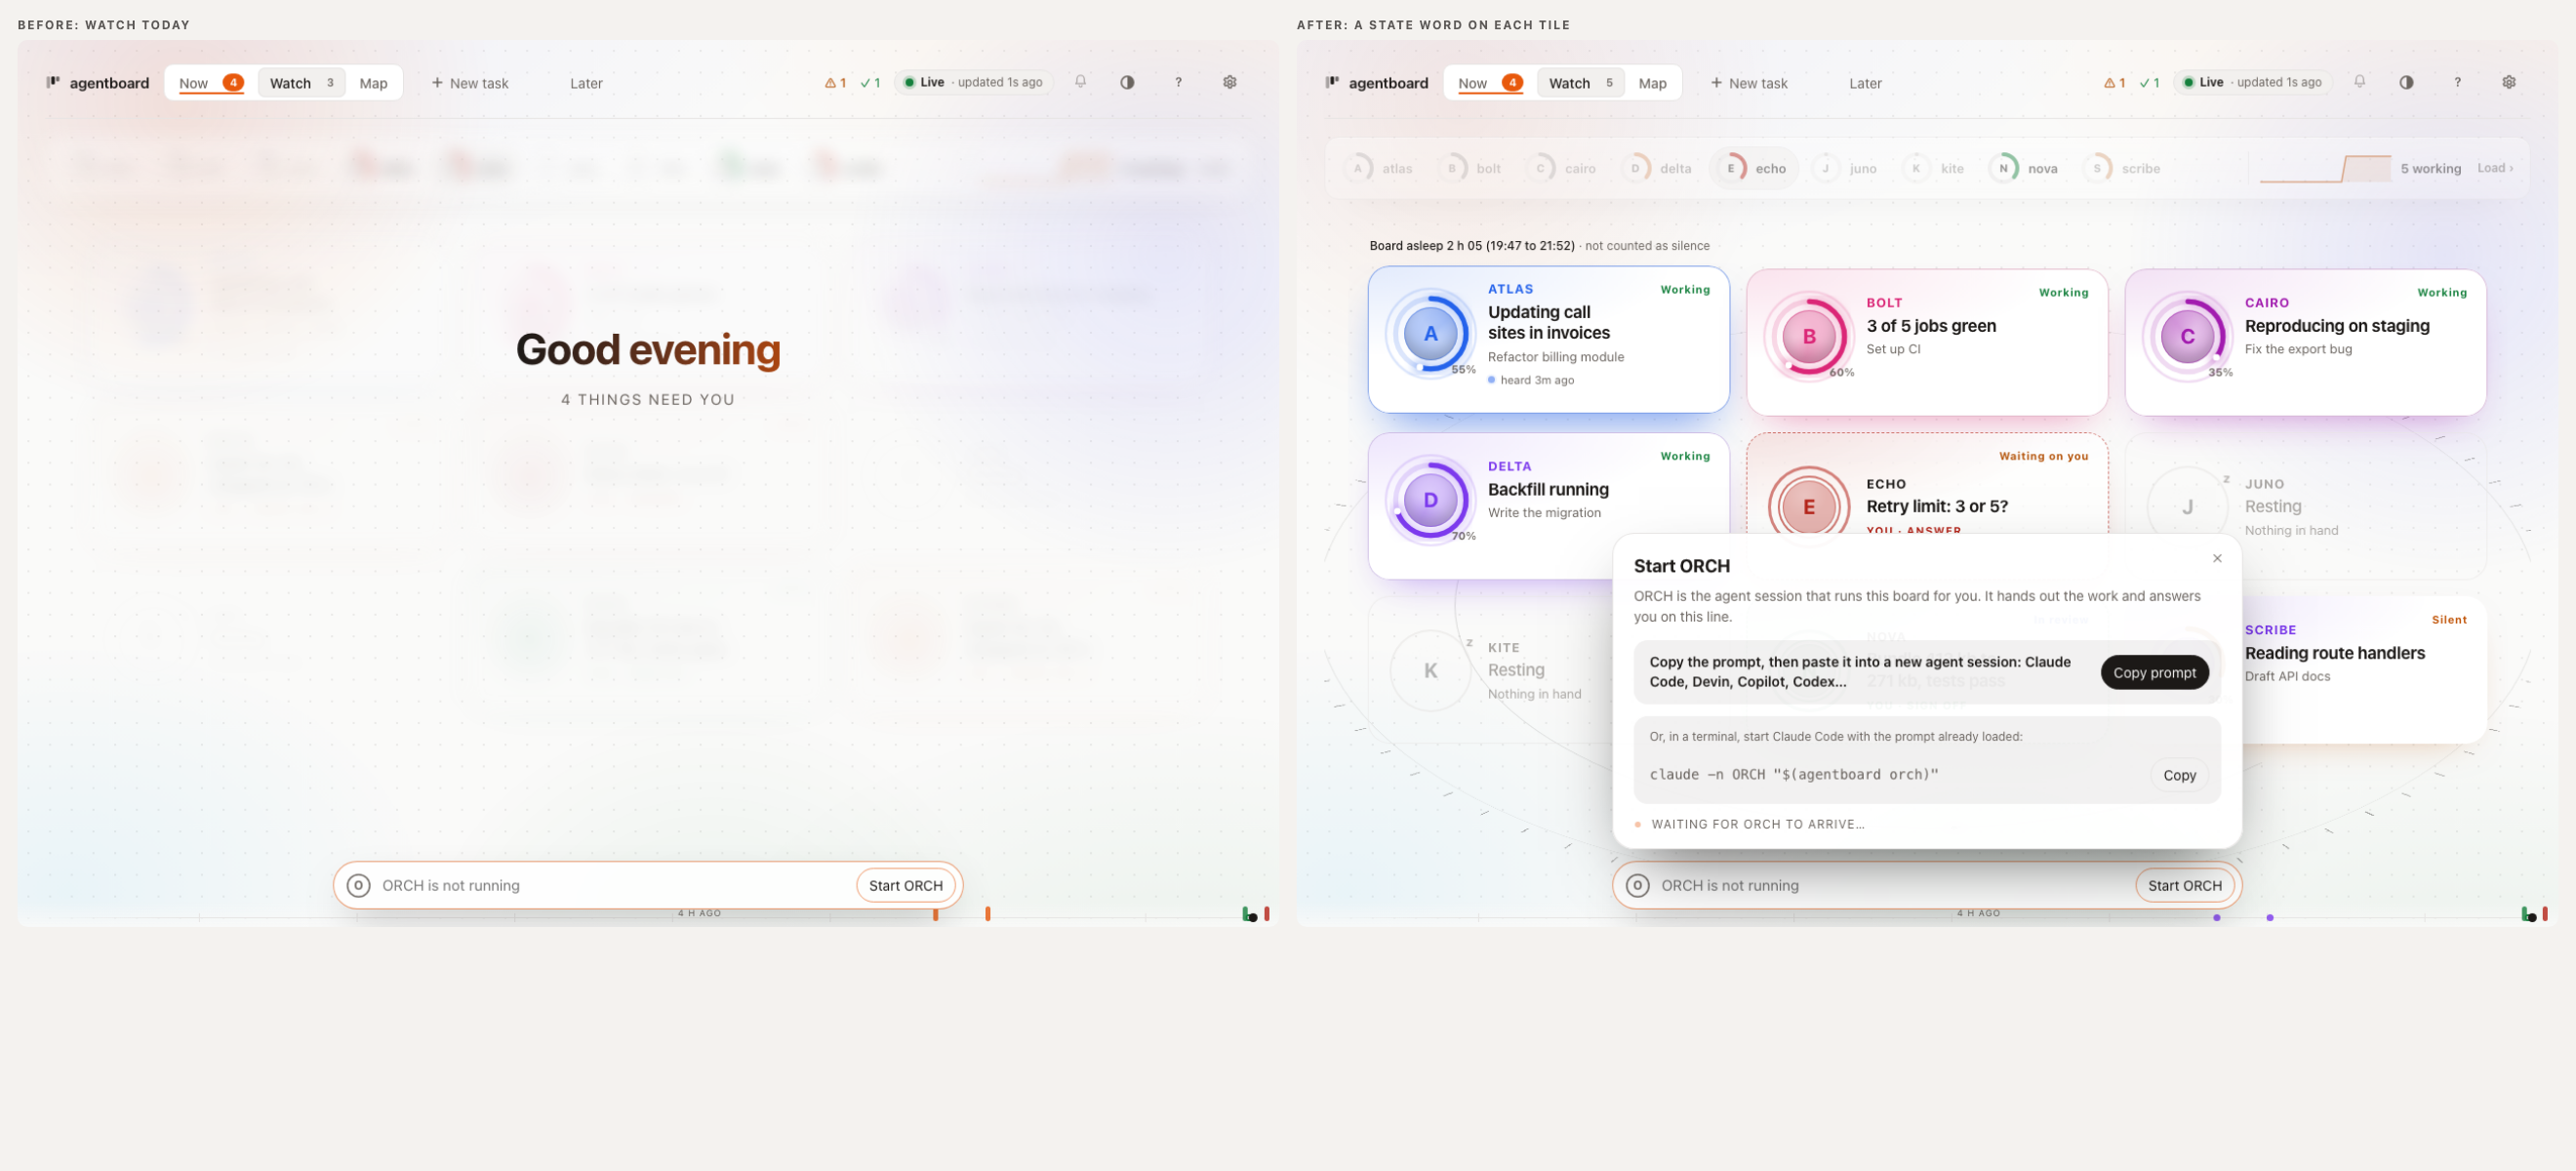 BEFORE: WATCH TODAY
agentboard Now 4 Watch 3 Map + New task Later 1 1 Live · updated 1s ago ?
Good evening
4 THINGS NEED YOU
O ORCH is not running Start ORCH
4 H AGO
AFTER: A STATE WORD ON EACH TILE
agentboard Now 4 Watch 5 Map + New task Later 1 1 Live · updated 1s ago ?
A atlas B bolt C cairo D delta E echo J juno K kite N nova S scribe 5 working Load ›
Board asleep 2 h 05 (19:47 to 21:52) · not counted as silence
A
55%
ATLAS
Working
Updating call
sites in invoices
Refactor billing module
heard 3m ago
B
60%
BOLT
Working
3 of 5 jobs green
Set up CI
C
35%
CAIRO
Working
Reproducing on staging
Fix the export bug
D
70%
DELTA
Working
Backfill running
Write the migration
E
Waiting on you
ECHO
Retry limit: 3 or 5?
YOU · ANSWER
J
z
JUNO
Resting
Nothing in hand
K
z
KITE
Resting
Nothing in hand
NOVA
In review
271 kb, tests pass
Silent
SCRIBE
Reading route handlers
Draft API docs
Start ORCH
×
ORCH is the agent session that runs this board for you. It hands out the work and answers
you on this line.
Copy the prompt, then paste it into a new agent session: Claude
Code, Devin, Copilot, Codex...
Copy prompt
Or, in a terminal, start Claude Code with the prompt already loaded:
claude –n ORCH "$(agentboard orch)"
Copy
WAITING FOR ORCH TO ARRIVE…
O ORCH is not running Start ORCH
4 H AGO